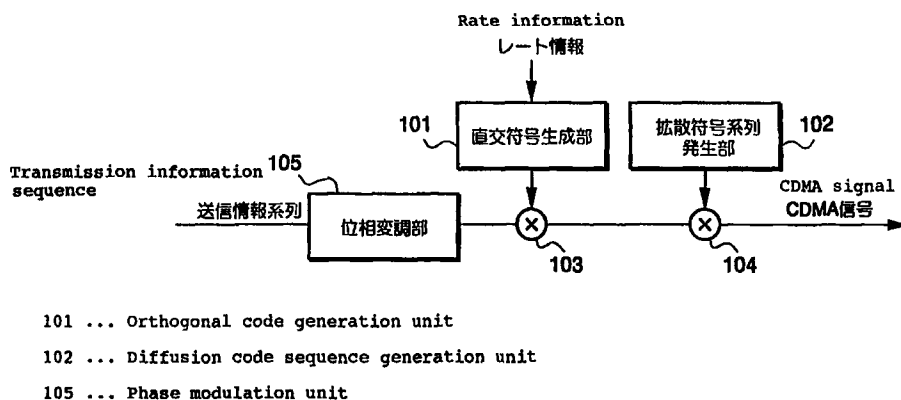 Rate information
レート情報
101
直交符号生成部
拡散符号系列
発生部
102
Transmission information
sequence
105
送信情報系列
位相変調部
CDMA signal
CDMA信号
×
103
×
104
101 ... Orthogonal code generation unit
102 ... Diffusion code sequence generation unit
105 ... Phase modulation unit